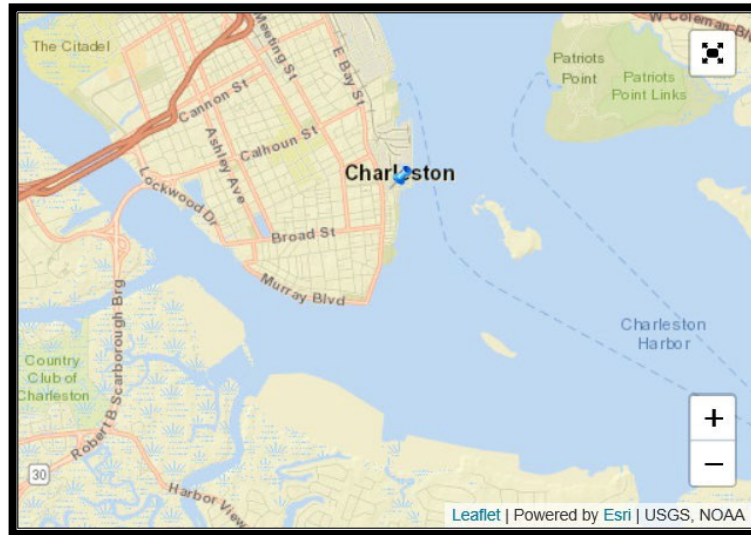 The Citadel
Meeting St
E Bay St
W Coleman Bl
Patriots
Point
Patriots
Point Links
Cannon St
Ashley Ave
Calhoun St
Charleston
Lockwood Dr
Broad St
Murray Blvd
Charleston
Harbor
Country
Club of
Charleston
Robert B Scarborough Brg
30
Harbor View
+
−
Leaflet | Powered by Esri | USGS, NOAA